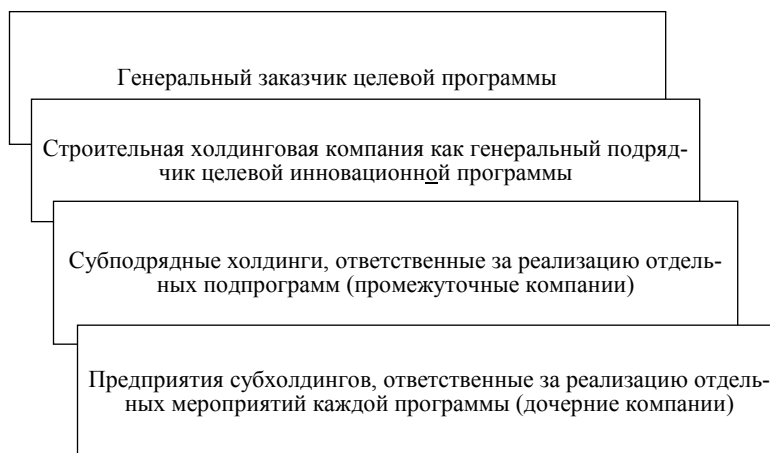 Генеральный заказчик целевой программы
Строительная холдинговая компания как генеральный подряд-
чик целевой инновационной программы
Субподрядные холдинги, ответственные за реализацию отдель-
ных подпрограмм (промежуточные компании)
Предприятия субхолдингов, ответственные за реализацию отдель-
ных мероприятий каждой программы (дочерние компании)